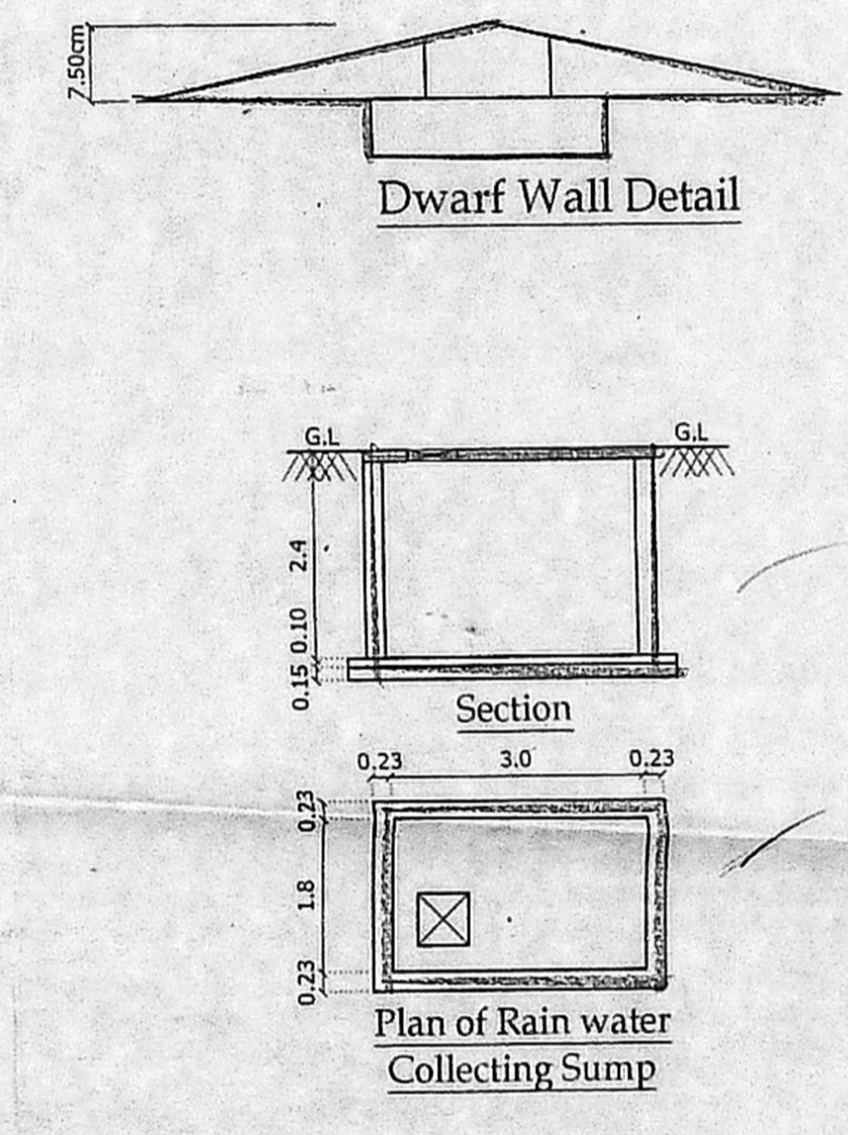 7.50cm
Dwarf Wall Detail
G.L
G.L
2.4
0.10
0.15
Section
0.23
3.0
0.23
0.23
1.8
0.23
Plan of Rain water
Collecting Sump